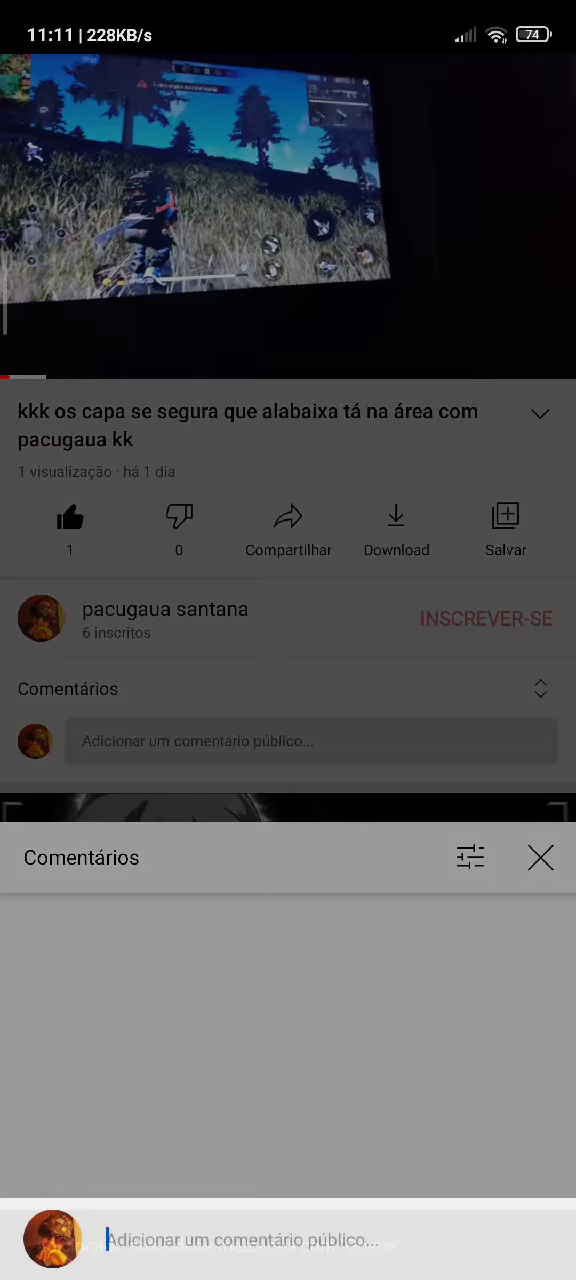 11:11 | 228KB/s
74
kkk os capa se segura que alabaixa tá na área com
pacugaua kk
1 visualização · há 1 dia
1
0
Compartilhar
Download
Salvar
pacugaua santana
INSCREVER-SE
6 inscritos
Comentários
Adicionar um comentário público...
Comentários
Adicionar um comentário público...